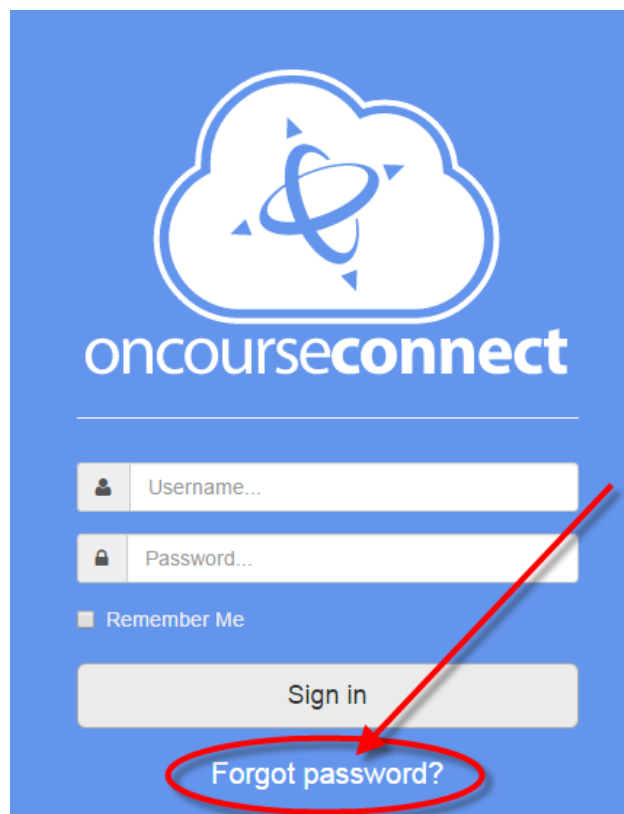 oncourseconnect
Username...
Password...
Remember Me
Sign in
Forgot password?